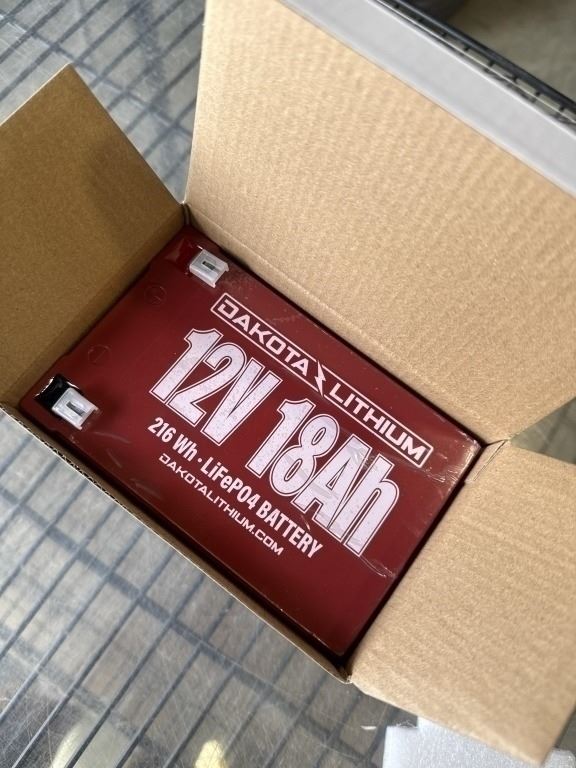 DAKOTA LITHIUM
12V 18Ah
216 Wh · LiFePO4 BATTERY
DAKOTALITHIUM.COM